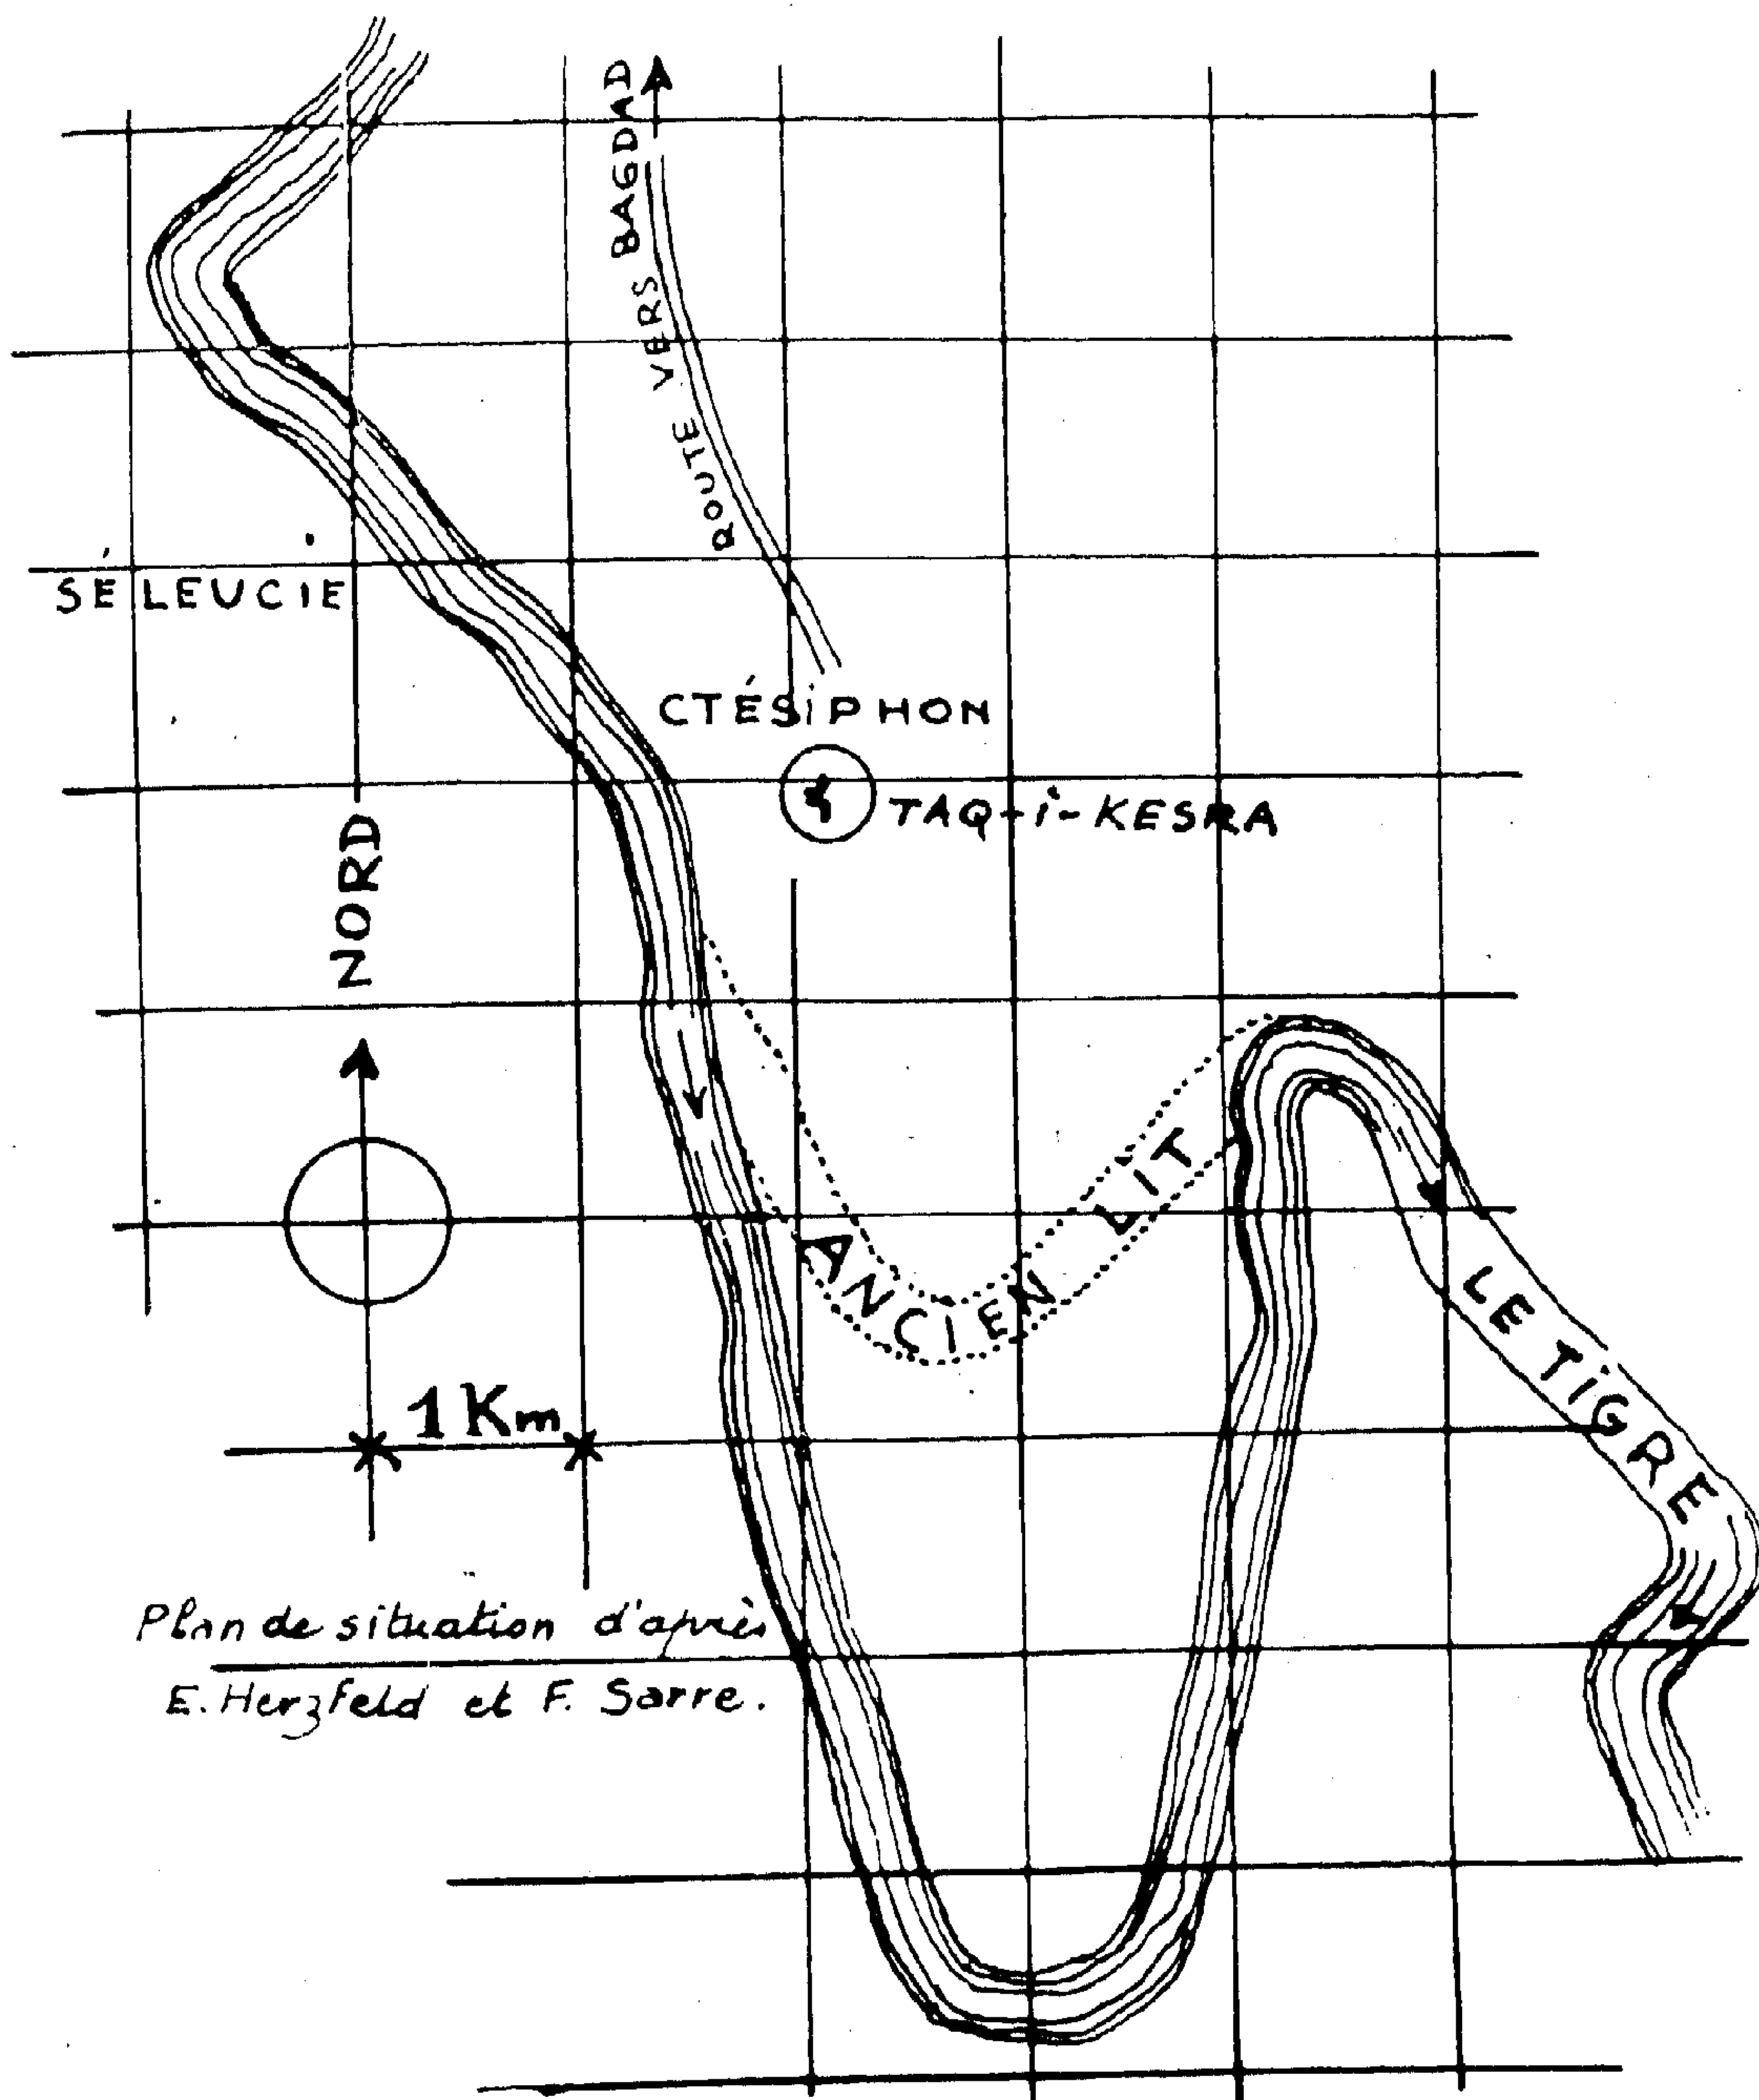 ROUTE VERS BAGDAD
SÉLEUCIE
CTÉSiPHON
TAQ-i-KESRA
NORD
ANCIEN LIT
LE TiGRE
1 Km
Plan de situation d'après
E. Herzfeld et F. Sarre.